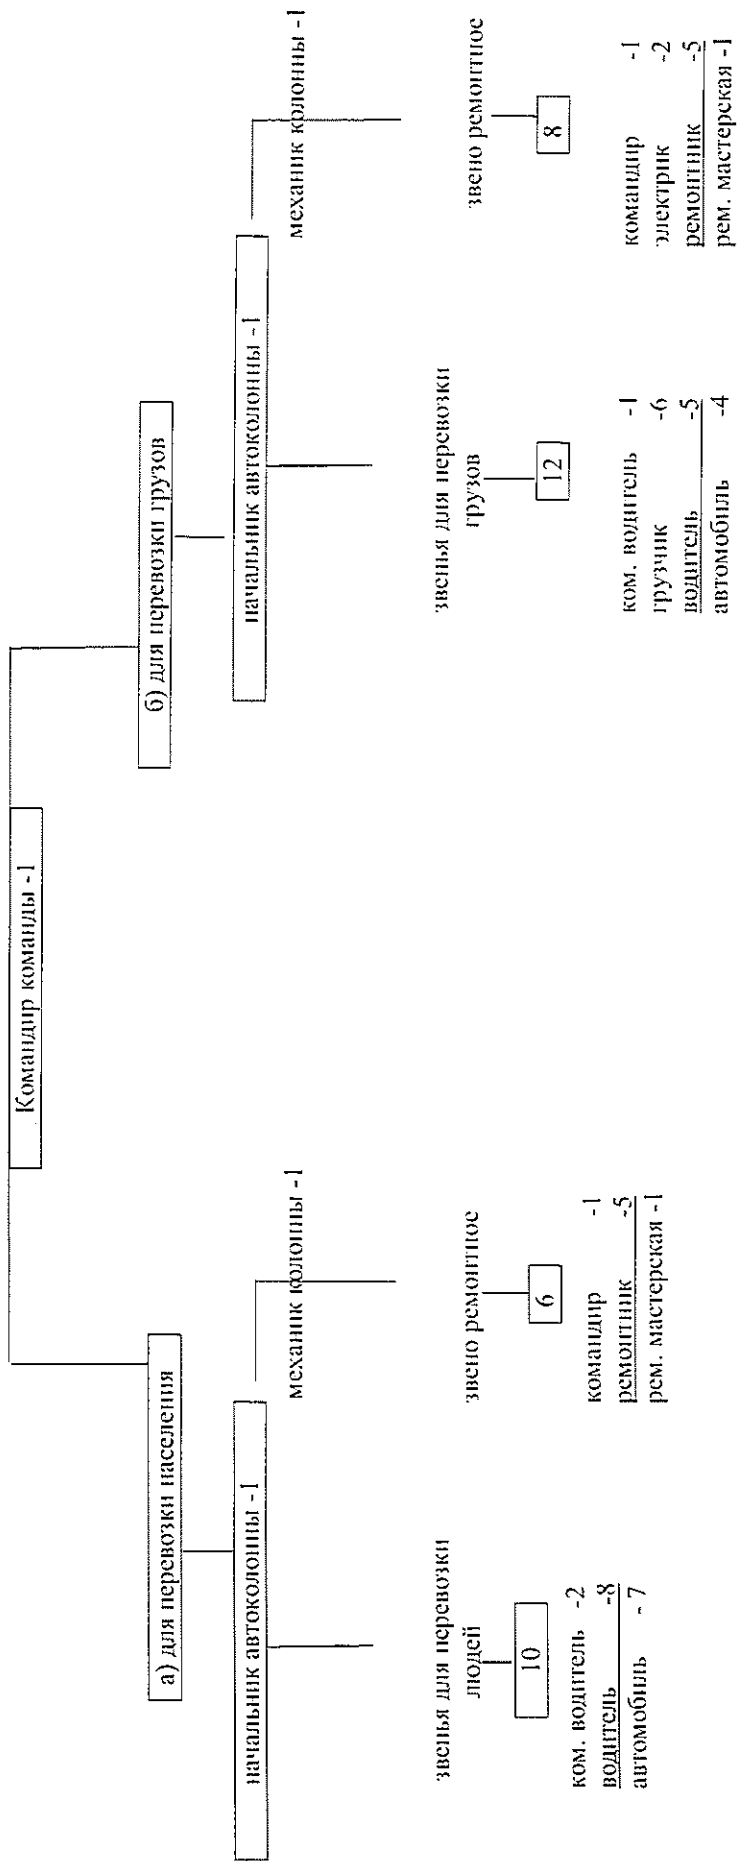 Командир команды -1
а) для перевозки населения
начальник автоколонны -1
механик колонны -1
звенья для перевозки
людей
10
ком. водитель -2
водитель -8
автомобиль - 7
звено ремонтное
6
командир -1
ремонтник -5
рем. мастерская -1
б) для перевозки грузов
начальник автоколонны -1
механик колонны -1
звенья для перевозки
грузов
12
ком. водитель -1
грузчик -6
водитель -5
автомобиль -4
звено ремонтное
8
командир -1
электрик -2
ремонтник -5
рем. мастерская -1